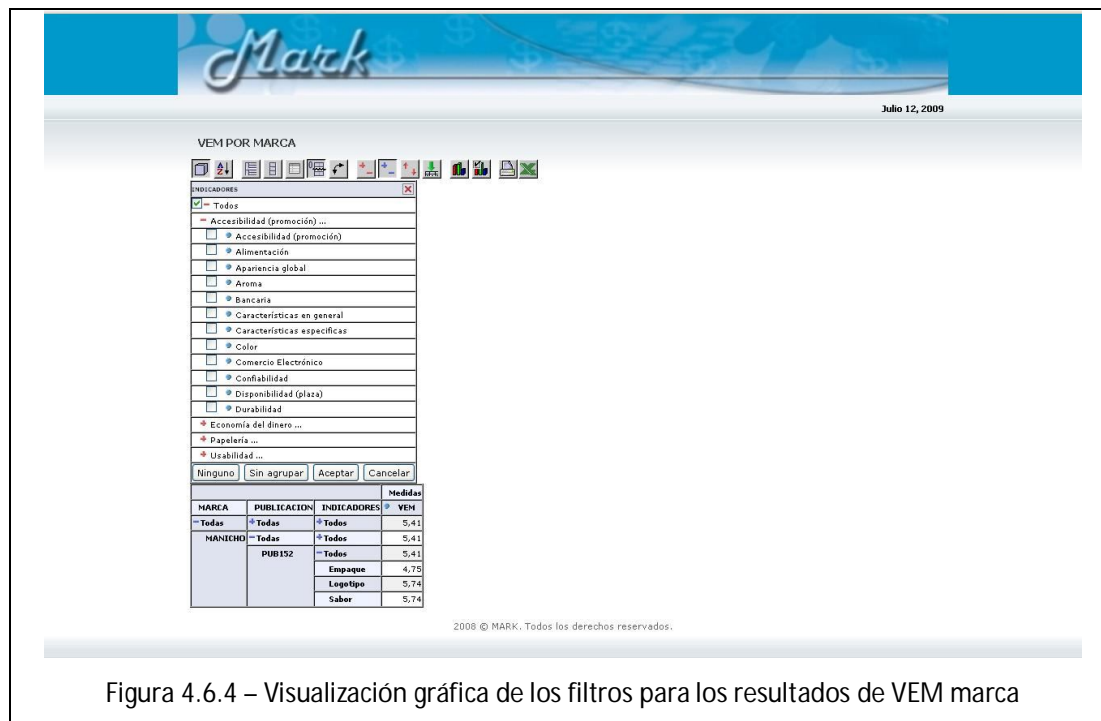 Mark
Julio 12, 2009
VEM POR MARCA
INDICADORES
Todos
Accesibilidad (promoción) ...
Accesibilidad (promoción)
Alimentación
Apariencia global
Aroma
Bancaria
Características en general
Características especificas
Color
Comercio Electrónico
Confiabilidad
Disponibilidad (plaza)
Durabilidad
Economía del dinero ...
Papelería ...
Usabilidad ...
Ninguno Sin agrupar Aceptar Cancelar
Medidas
MARCA PUBLICACION INDICADORES VEM
Todas Todas Todos 5,41
MANICHO Todas Todos 5,41
PUB152 Todos 5,41
Empaque 4,75
Logotipo 5,74
Sabor 5,74
2008 © MARK. Todos los derechos reservados.
Figura 4.6.4 – Visualización gráfica de los filtros para los resultados de VEM marca